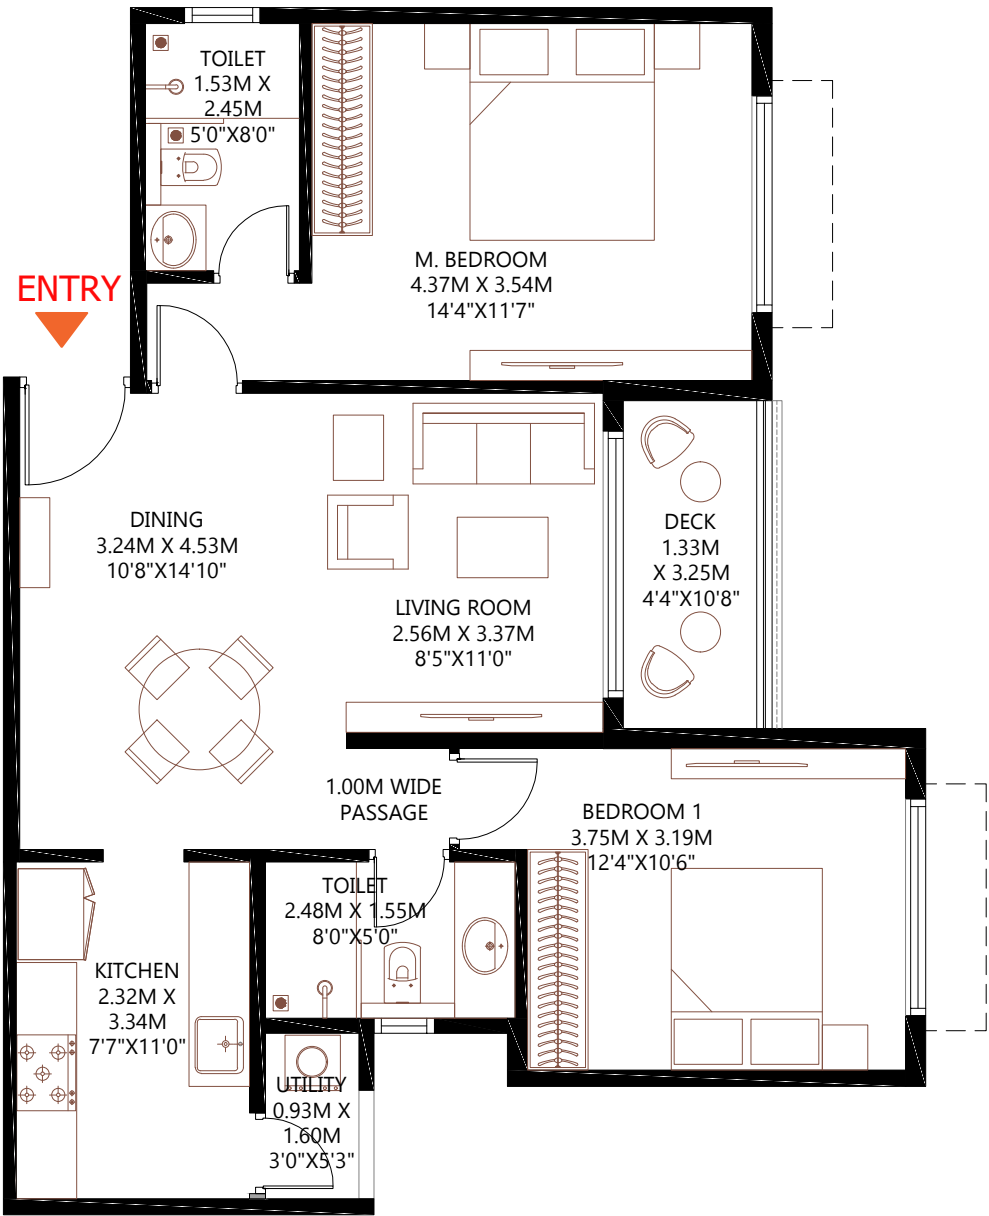 TOILET
1.53M X
2.45M
5'0"X8'0"
M. BEDROOM
4.37M X 3.54M
14'4"X11'7"
ENTRY
DINING
3.24M X 4.53M
10'8"X14'10"
LIVING ROOM
2.56M X 3.37M
8'5"X11'0"
DECK
1.33M
X 3.25M
4'4"X10'8"
1.00M WIDE
PASSAGE
BEDROOM 1
3.75M X 3.19M
12'4"X10'6"
TOILET
2.48M X 1.55M
8'0"X5'0"
KITCHEN
2.32M X
3.34M
7'7"X11'0"
UTILITY
0.93M X
1.60M
3'0"X5'3"